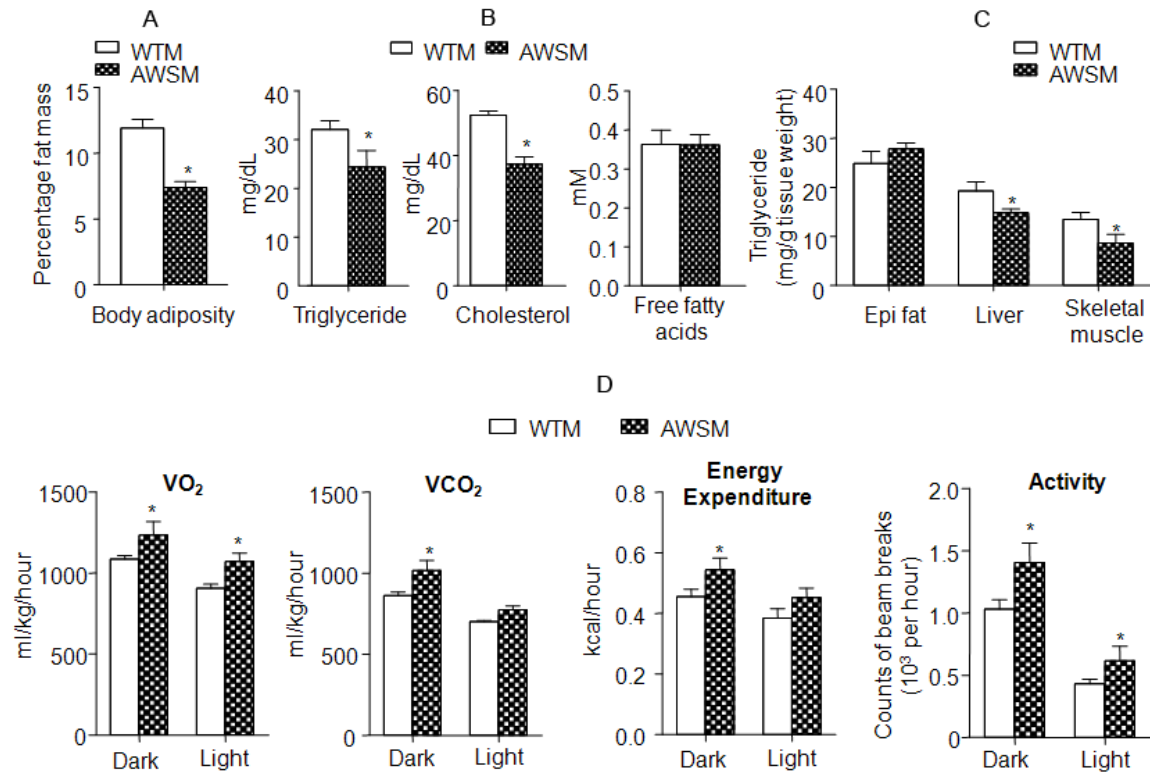 A
WTM
AWSM
Percentage fat mass
15
10
5
0
*
Body adiposity
B
WTM AWSM
mg/dL
40
30
20
10
0
*
Triglyceride
mg/dL
60
40
20
0
*
Cholesterol
mM
0.5
0.4
0.3
0.2
0.1
0.0
Free fatty
acids
C
WTM
AWSM
Triglyceride
(mg/gtissue weight)
40
30
20
10
0
*
*
Epi fat Liver Skeletal
muscle
D
WTM AWSM
VO₂
ml/kg/hour
1500
1000
500
0
*
*
Dark Light
VCO₂
ml/kg/hour
1500
1000
500
0
*
Dark Light
Energy
Expenditure
kcal/hour
0.8
0.6
0.4
0.2
0.0
*
Dark Light
Activity
Counts of beam breaks
(10³ per hour)
2.0
1.5
1.0
0.5
0
*
*
Dark Light